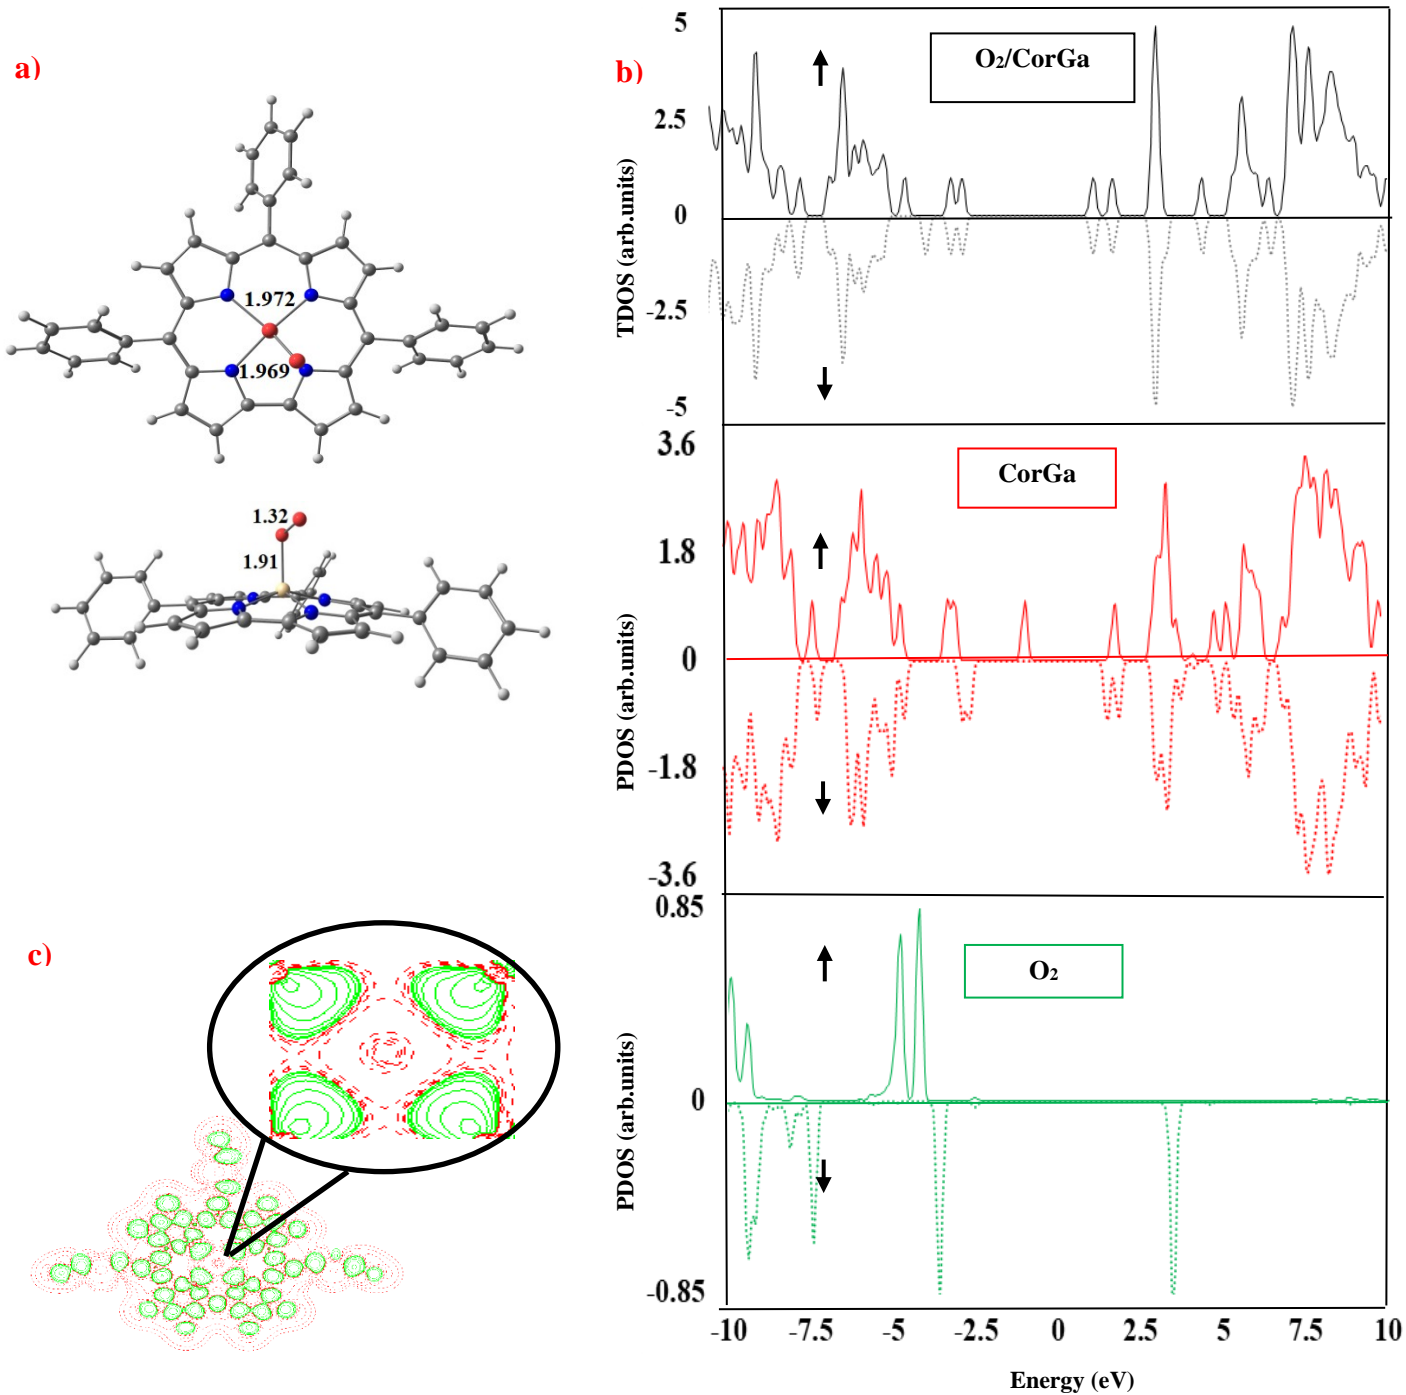 a)
1.972
1.969
1.32
1.91
b)
O₂/CorGa
5
2.5
0
-2.5
-5
TDOS (arb.units)
CorGa
3.6
1.8
0
-1.8
-3.6
PDOS (arb.units)
O₂
0.85
0
-0.85
PDOS (arb.units)
-10 -7.5 -5 -2.5 0 2.5 5 7.5 10
Energy (eV)
c)